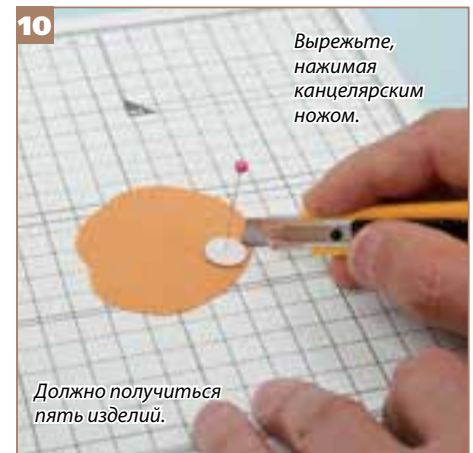 10
Вырежьте,
нажимая
канцелярским
ножом.
Должно получиться
пять изделий.